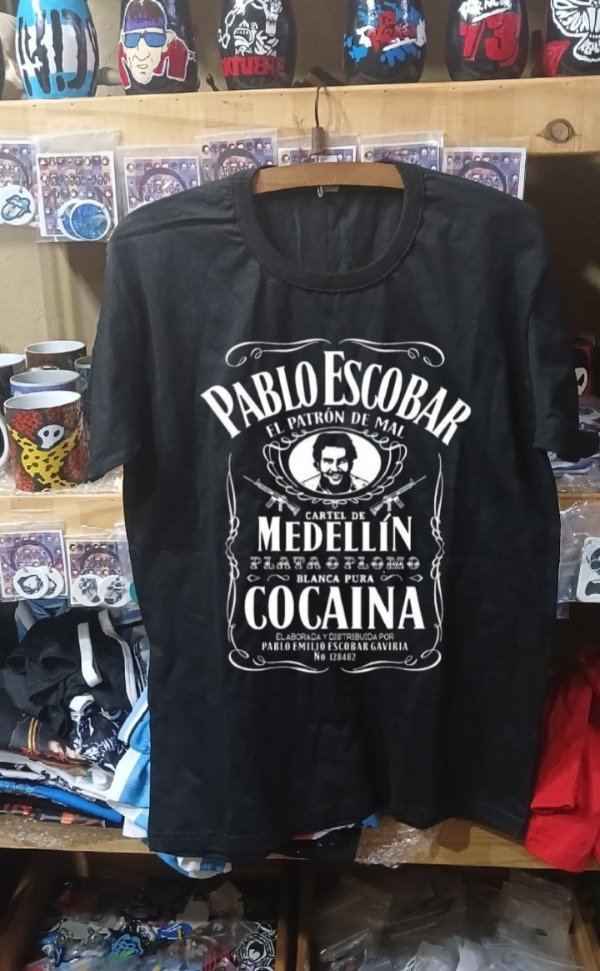 73
PABLO ESCOBAR
EL PATRÓN DE MAL
CARTEL DE
MEDELLÍN
PLATA O PLOMO
BLANCA PURA
COCAINA
ELABORADA Y DISTRIBUIDA POR
PABLO EMILIO ESCOBAR GAVIRIA
No 128482